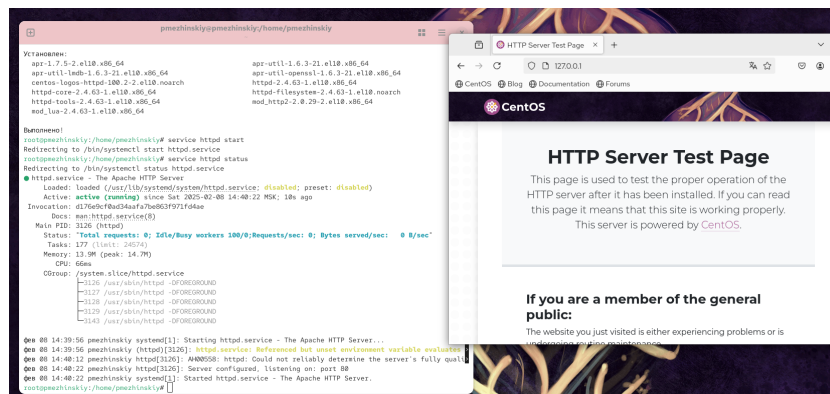 pmezhinskiy@pmezhinskiy:/home/pmezhinskiy
Установлен:
apr-1.7.5-2.el10.x86_64 apr-util-1.6.3-21.el10.x86_64
apr-util-lmdb-1.6.3-21.el10.x86_64 apr-util-openssl-1.6.3-21.el10.x86_64
centos-logos-httpd-100.2-2.el10.noarch httpd-2.4.63-1.el10.x86_64
httpd-core-2.4.63-1.el10.x86_64 httpd-filesystem-2.4.63-1.el10.noarch
httpd-tools-2.4.63-1.el10.x86_64 mod_http2-2.0.29-2.el10.x86_64
mod_lua-2.4.63-1.el10.x86_64
Выполнено!
root@pmezhinskiy:/home/pmezhinskiy# service httpd start
Redirecting to /bin/systemctl start httpd.service
root@pmezhinskiy:/home/pmezhinskiy# service httpd status
Redirecting to /bin/systemctl status httpd.service
● httpd.service - The Apache HTTP Server
Loaded: loaded (/usr/lib/systemd/system/httpd.service; disabled; preset: disabled)
Active: active (running) since Sat 2025-02-08 14:40:22 MSK; 10s ago
Invocation: d176e9cf0ad34aafa7be863f971fd4ae
Docs: man:httpd.service(8)
Main PID: 3126 (httpd)
Status: "Total requests: 0; Idle/Busy workers 100/0;Requests/sec: 0; Bytes served/sec: 0 B/sec"
Tasks: 177 (limit: 24574)
Memory: 13.9M (peak: 14.7M)
CPU: 66ms
CGroup: /system.slice/httpd.service
├─3126 /usr/sbin/httpd -DFOREGROUND
├─3127 /usr/sbin/httpd -DFOREGROUND
├─3128 /usr/sbin/httpd -DFOREGROUND
├─3129 /usr/sbin/httpd -DFOREGROUND
└─3143 /usr/sbin/httpd -DFOREGROUND
фев 08 14:39:56 pmezhinskiy systemd[1]: Starting httpd.service - The Apache HTTP Server...
фев 08 14:39:56 pmezhinskiy (httpd)[3126]: httpd.service: Referenced but unset environment variable evaluates
фев 08 14:40:12 pmezhinskiy httpd[3126]: AH00558: httpd: Could not reliably determine the server's fully quali
фев 08 14:40:22 pmezhinskiy httpd[3126]: Server configured, listening on: port 80
фев 08 14:40:22 pmezhinskiy systemd[1]: Started httpd.service - The Apache HTTP Server.
root@pmezhinskiy:/home/pmezhinskiy#
HTTP Server Test Page
127.0.0.1
CentOS Blog Documentation Forums
CentOS
HTTP Server Test Page
This page is used to test the proper operation of the
HTTP server after it has been installed. If you can read
this page it means that this site is working properly.
This server is powered by CentOS.
If you are a member of the general
public:
The website you just visited is either experiencing problems or is
undergoing routine maintenance.